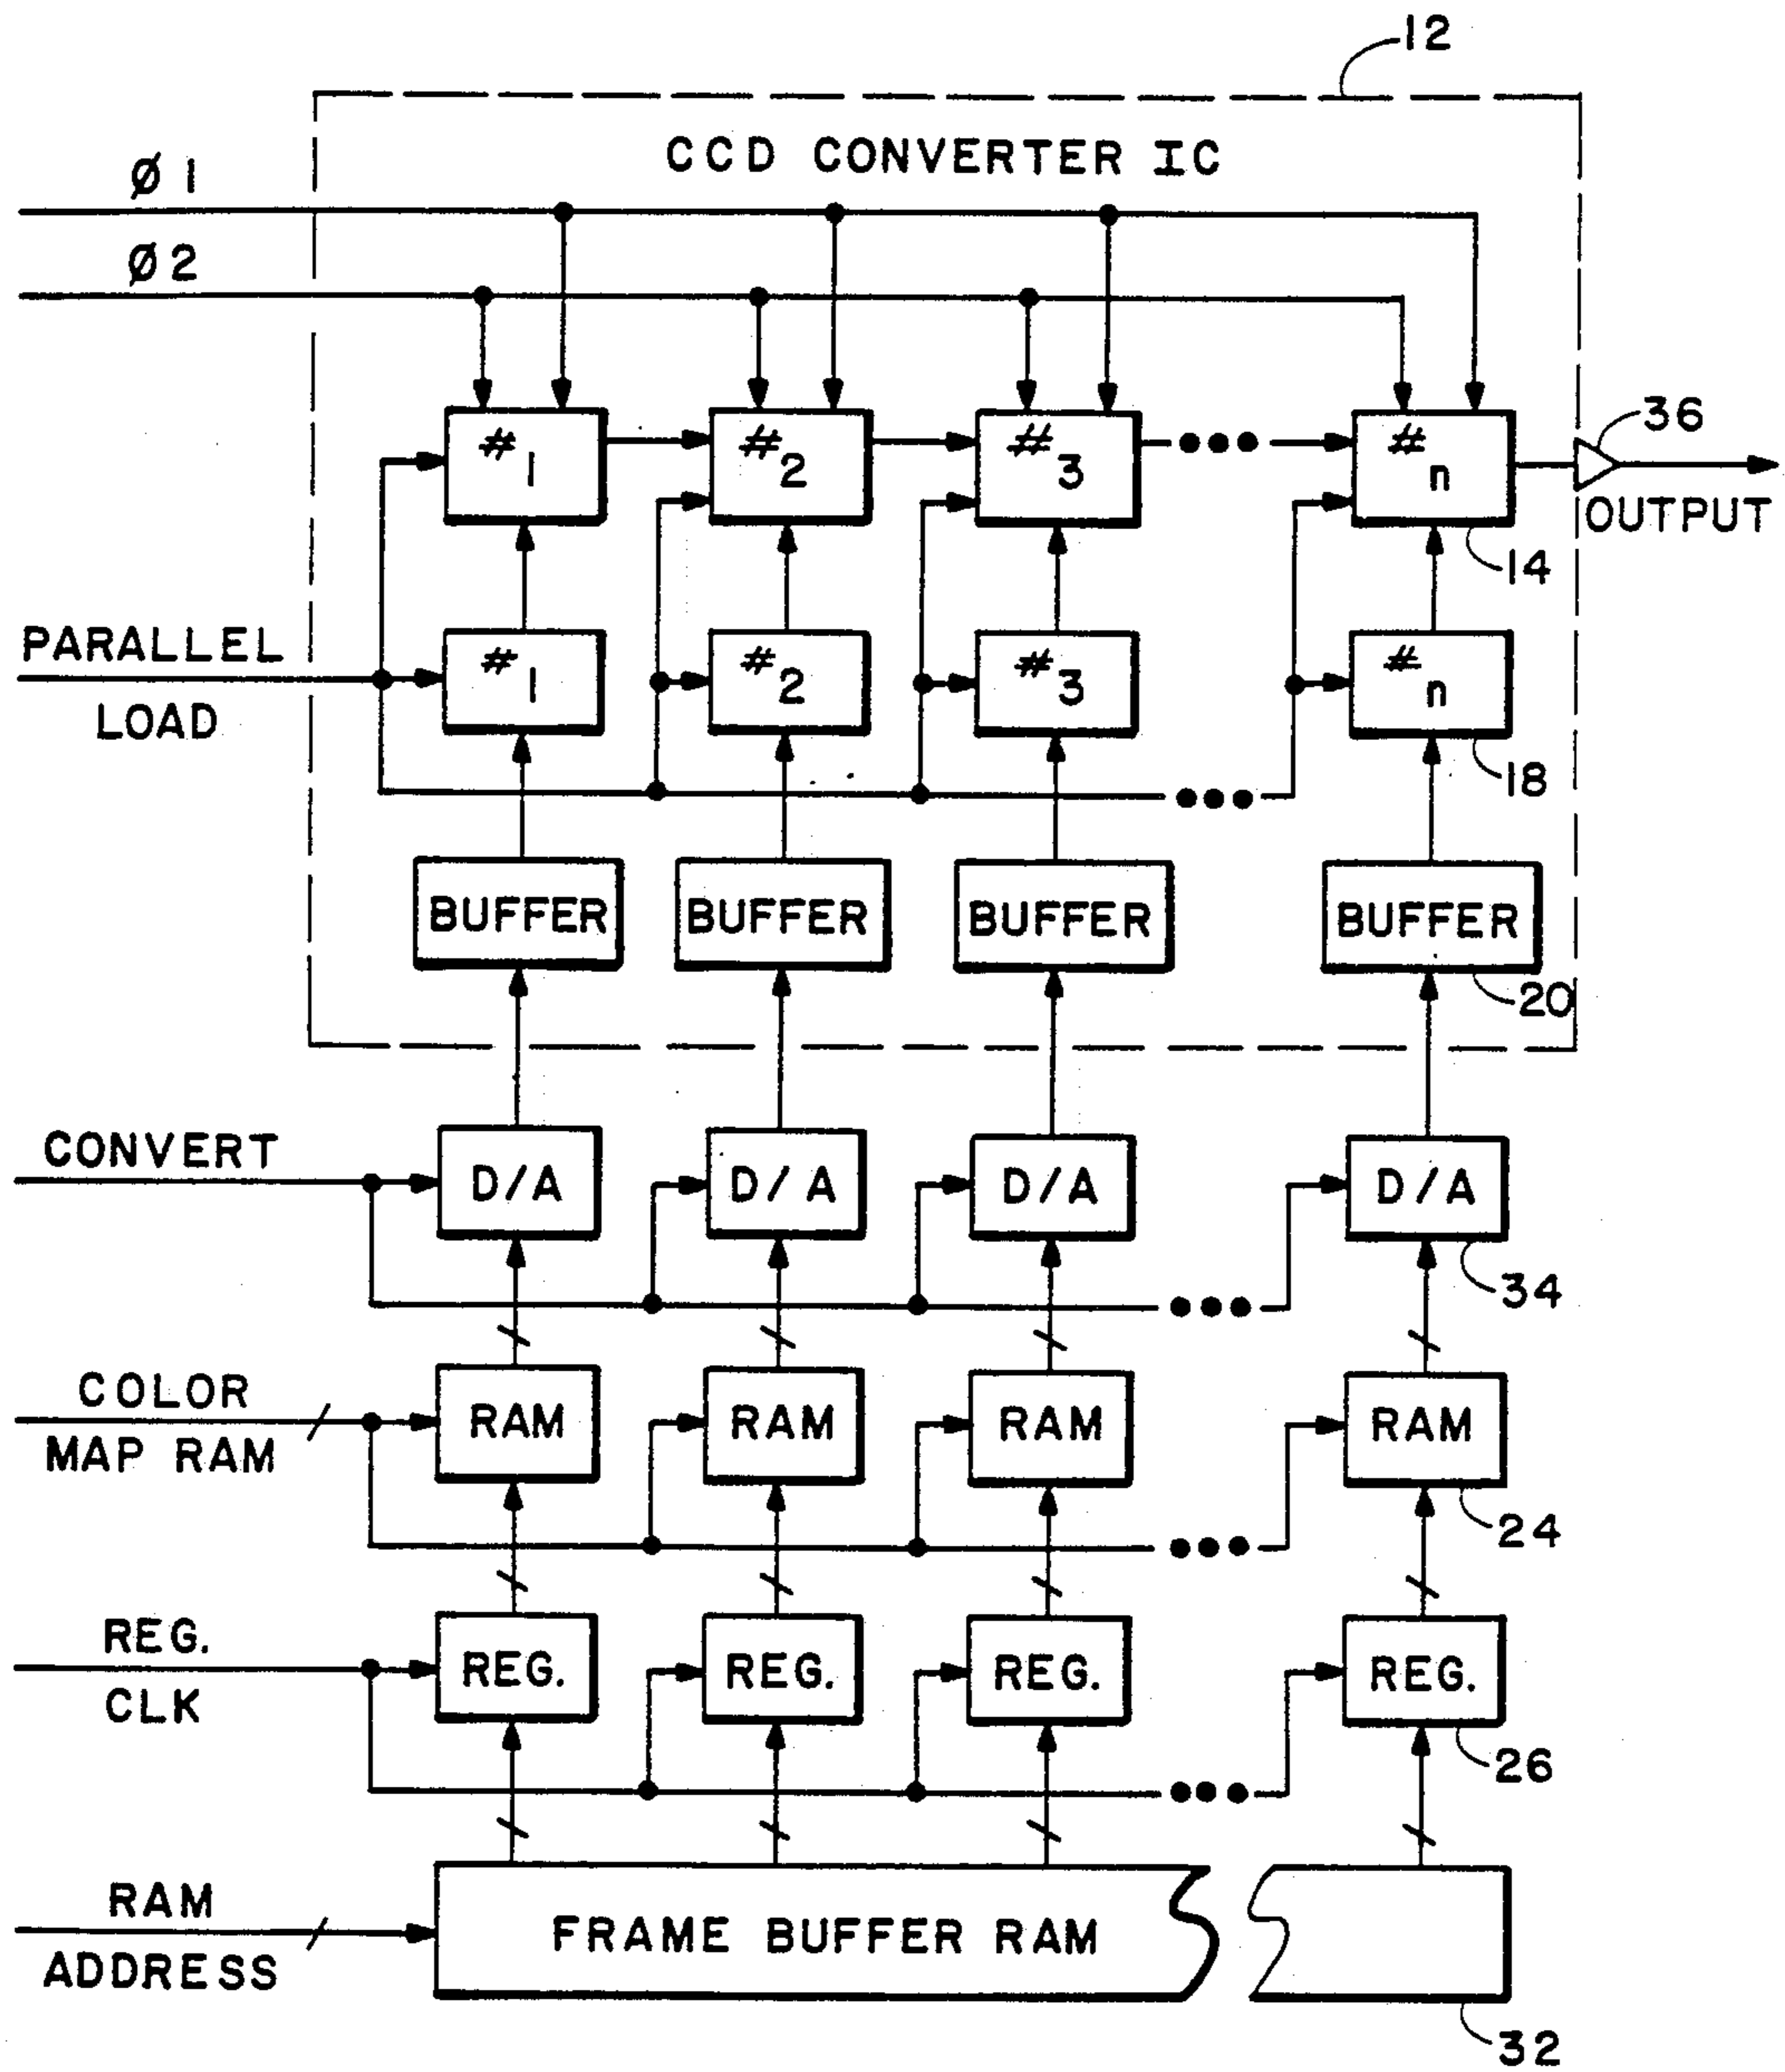 12
CCD CONVERTER IC
Ø1
Ø2
#1 #2 #3 #n
36
OUTPUT
14
PARALLEL
LOAD
#1 #2 #3 #n
18
BUFFER BUFFER BUFFER BUFFER
20
CONVERT
D/A D/A D/A D/A
34
COLOR
MAP RAM
RAM RAM RAM RAM
24
REG.
CLK
REG. REG. REG. REG.
26
RAM
ADDRESS
FRAME BUFFER RAM
32